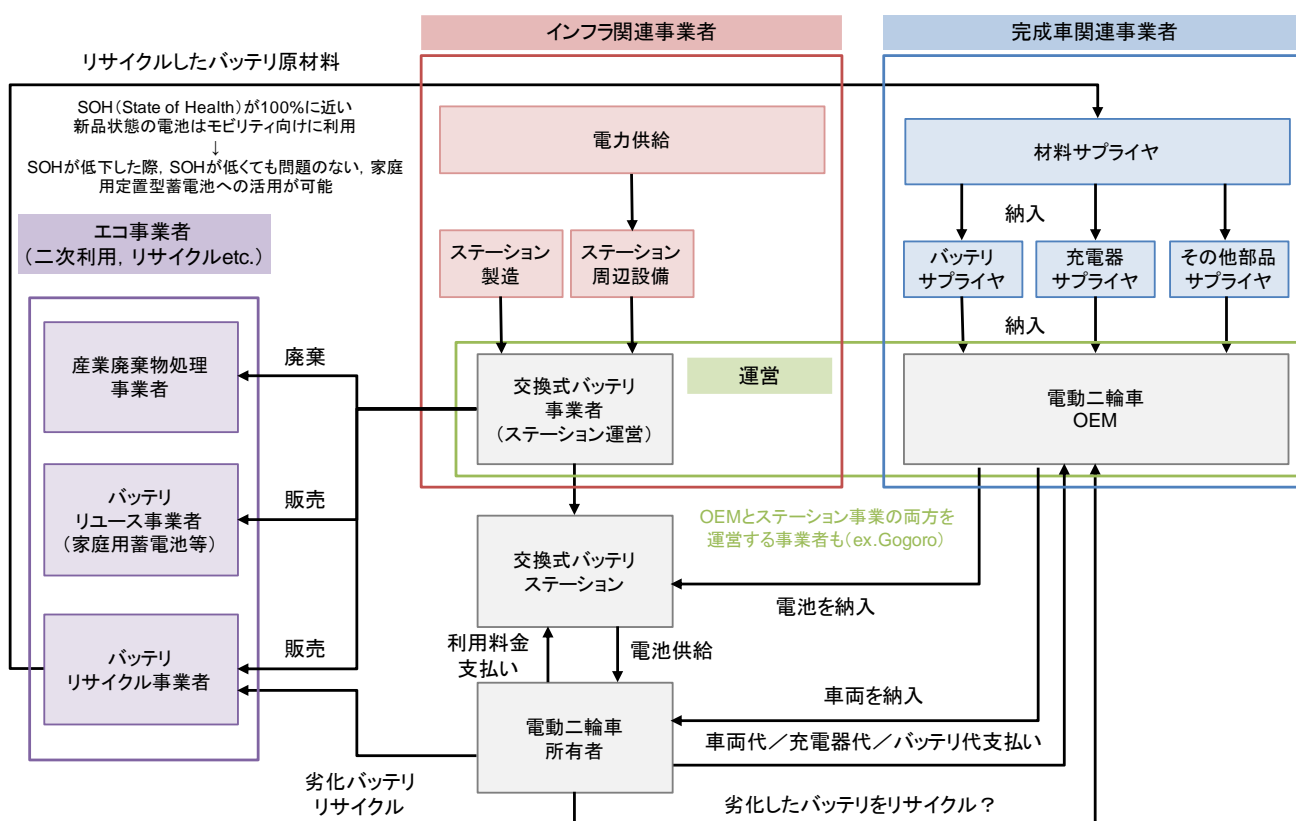 インフラ関連事業者
完成車関連事業者
リサイクルしたバッテリ原材料
SOH(State of Health)が100%に近い
新品状態の電池はモビリティ向けに利用
↓
SOHが低下した際, SOHが低くても問題のない, 家庭
用定置型蓄電池への活用が可能
電力供給
材料サプライヤ
納入
エコ事業者
(二次利用, リサイクルetc.)
ステーション
製造
ステーション
周辺設備
バッテリ
サプライヤ
充電器
サプライヤ
その他部品
サプライヤ
納入
産業廃棄物処理
事業者
廃棄
交換式バッテリ
事業者
(ステーション運営)
運営
電動二輪車
OEM
バッテリ
リユース事業者
(家庭用蓄電池等)
販売
OEMとステーション事業の両方を
運営する事業者も(ex.Gogoro)
交換式バッテリ
ステーション
電池を納入
バッテリ
リサイクル事業者
販売
利用料金
支払い
電池供給
車両を納入
電動二輪車
所有者
車両代／充電器代／バッテリ代支払い
劣化バッテリ
リサイクル
劣化したバッテリをリサイクル？